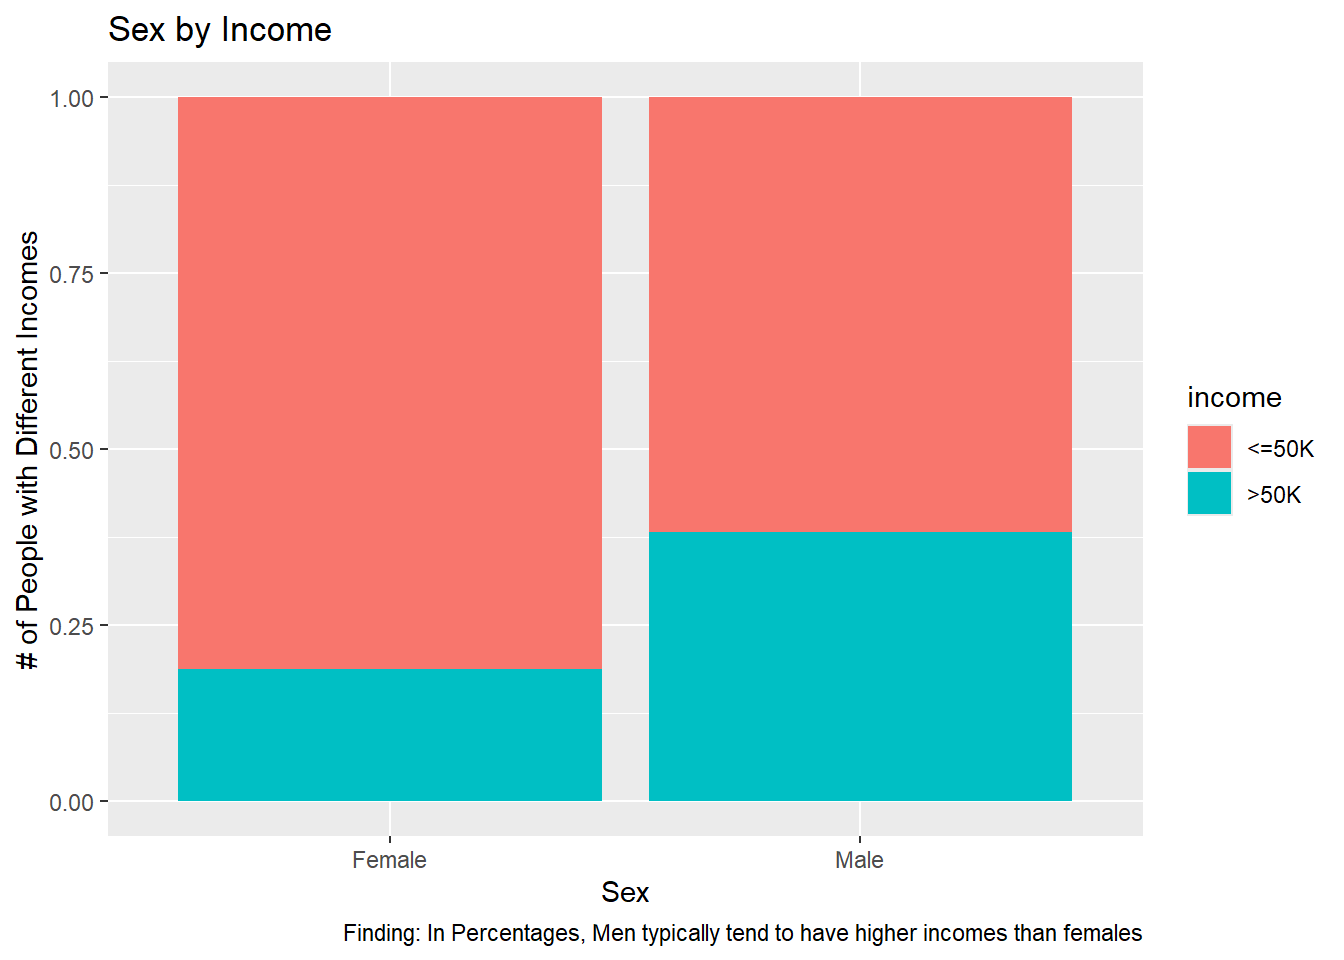 Sex by Income
# of People with Different Incomes
1.00
0.75
0.50
0.25
0.00
Female
Male
Sex
income
<=50K
>50K
Finding: In Percentages, Men typically tend to have higher incomes than females